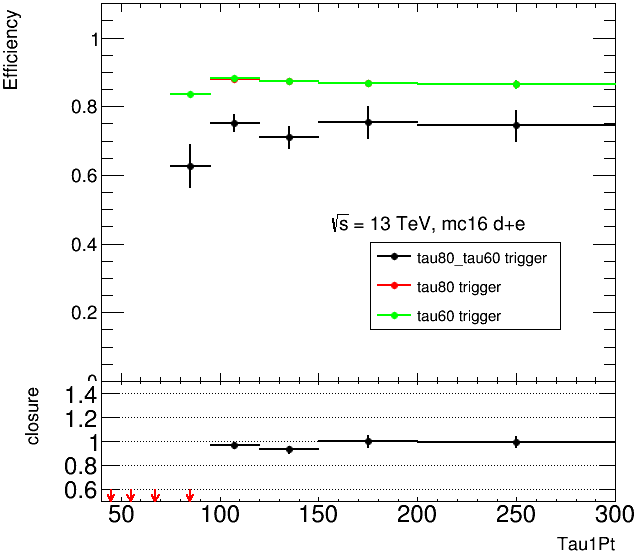 Efficiency
1
0.8
0.6
0.4
0.2
0
√s = 13 TeV, mc16 d+e
tau80_tau60 trigger
tau80 trigger
tau60 trigger
closure
1.4
1.2
1
0.8
0.6
50 100 150 200 250 300
Tau1Pt